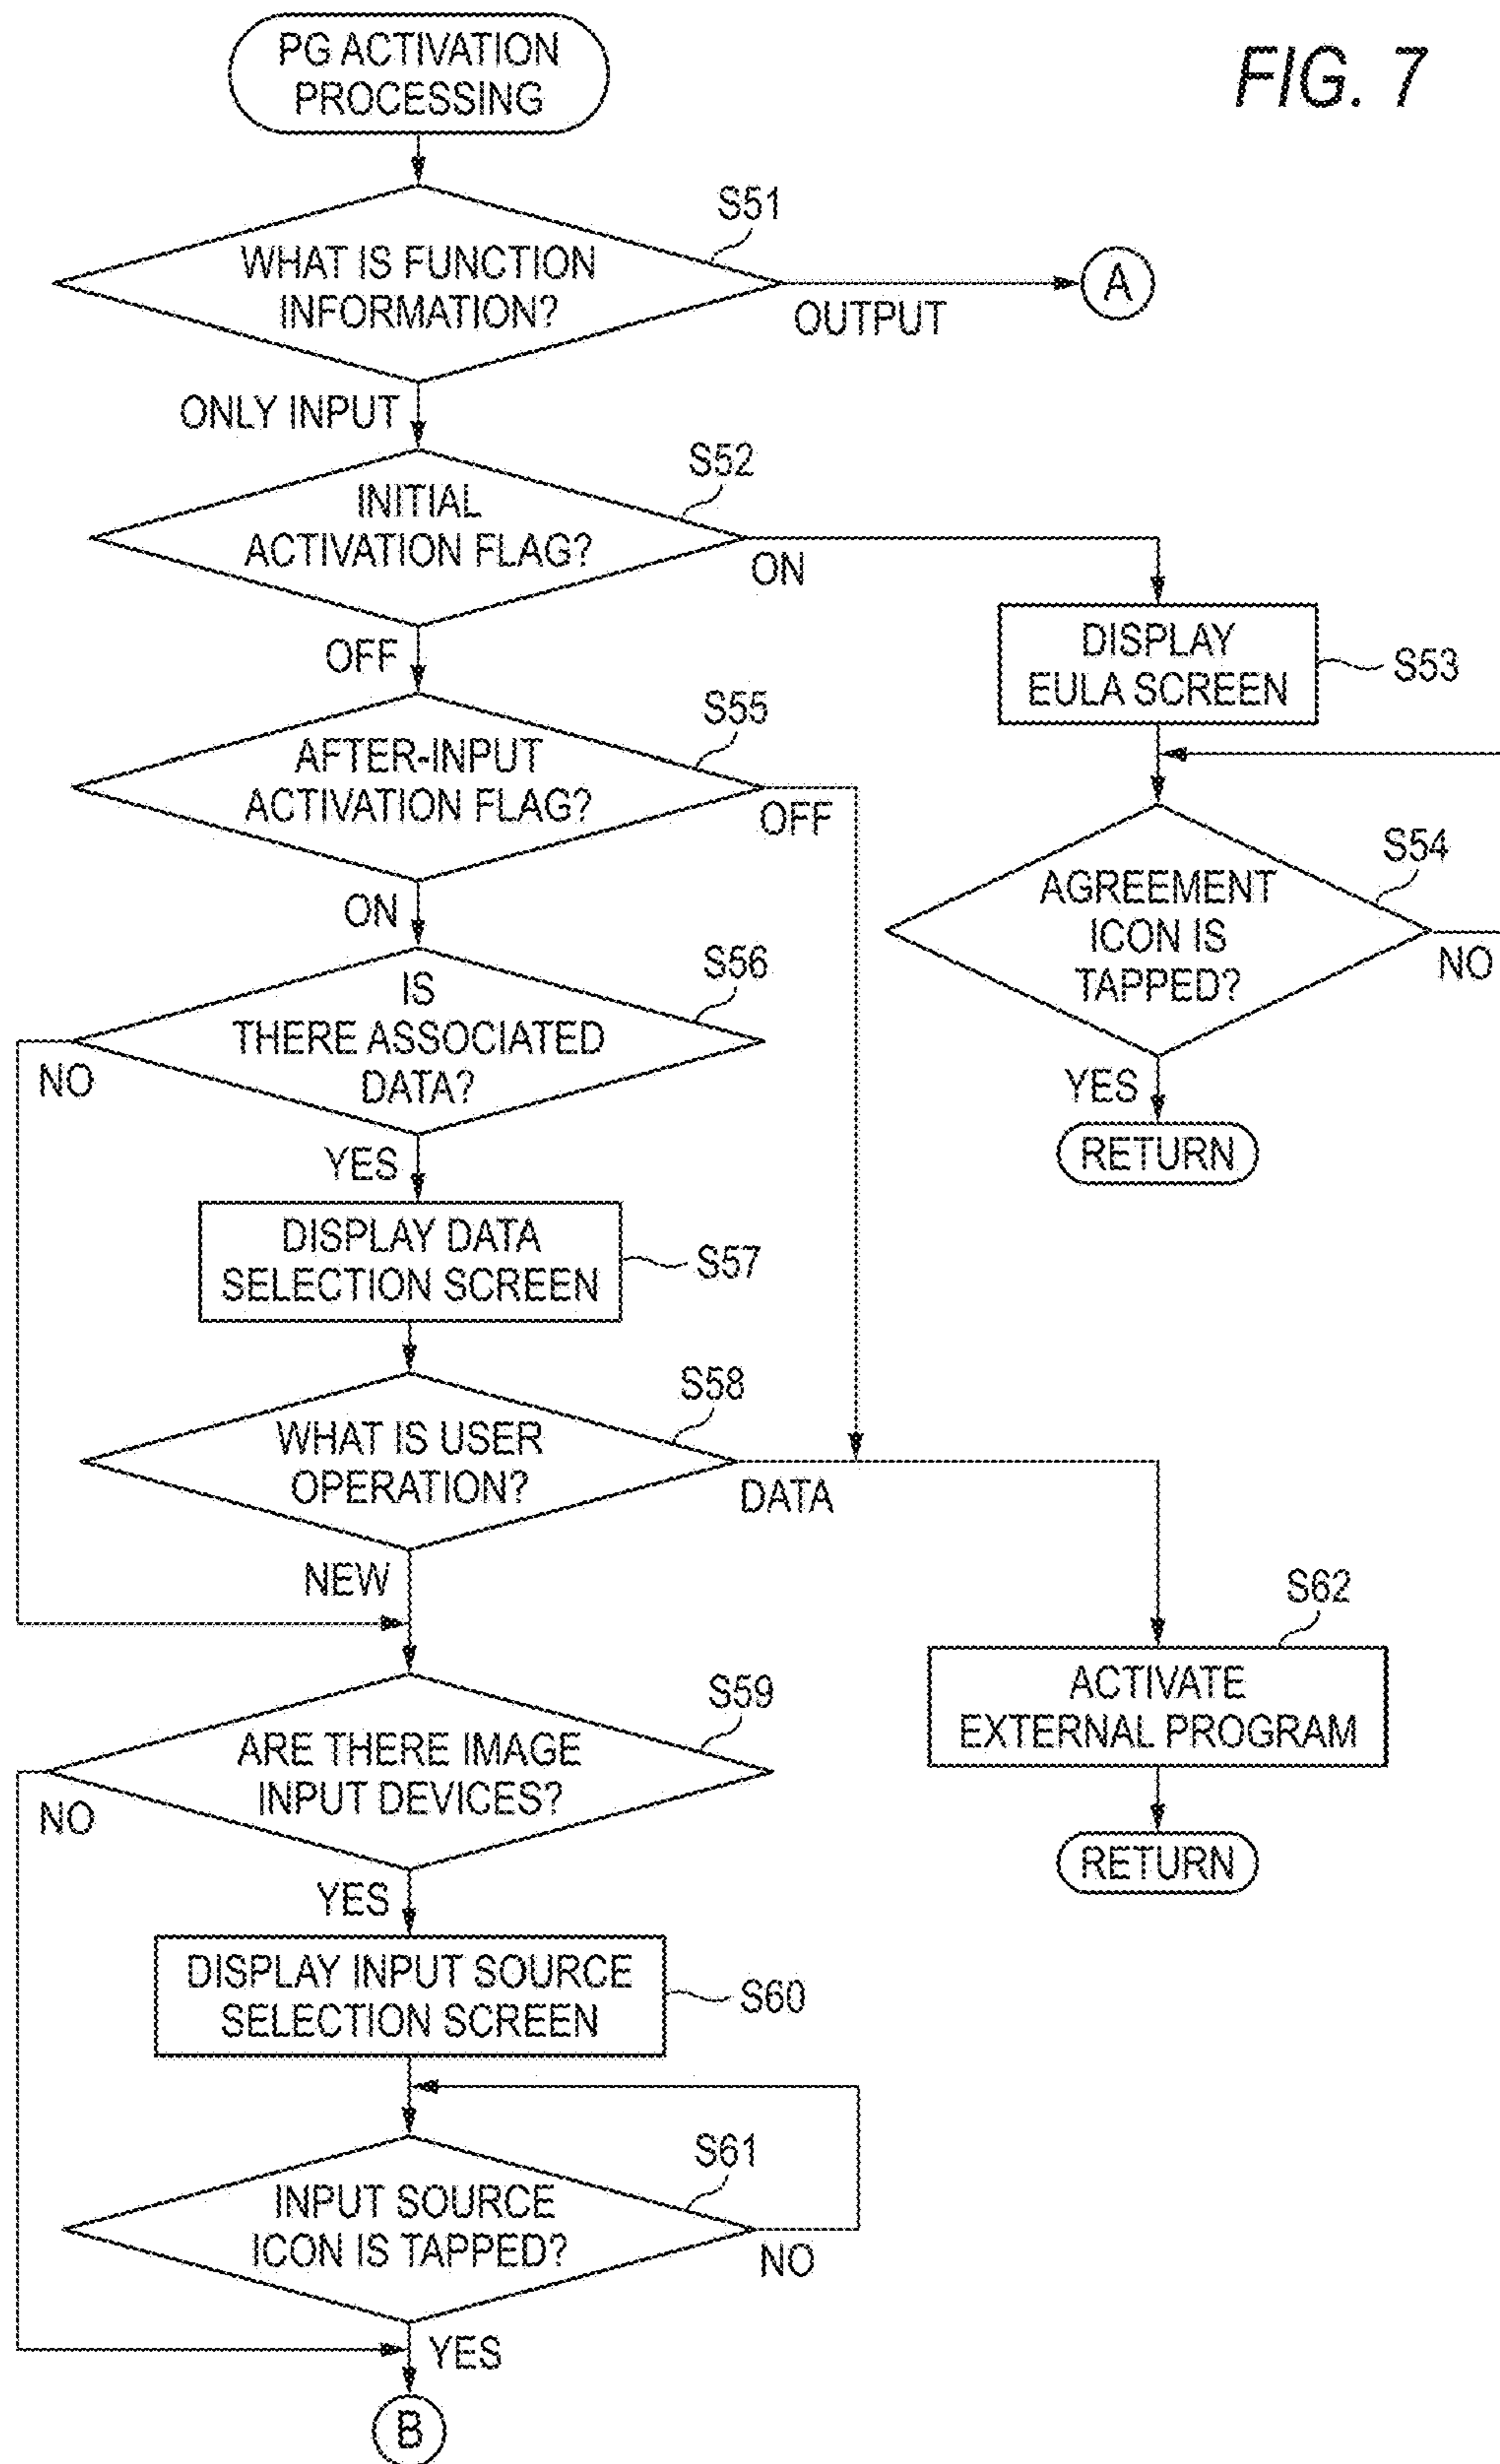 PG ACTIVATION
PROCESSING
FIG. 7
S51
WHAT IS FUNCTION
INFORMATION?
OUTPUT
A
ONLY INPUT
S52
INITIAL
ACTIVATION FLAG?
ON
OFF
DISPLAY
EULA SCREEN
S53
S55
AFTER-INPUT
ACTIVATION FLAG?
OFF
ON
S54
AGREEMENT
ICON IS
TAPPED?
NO
YES
RETURN
S56
IS
THERE ASSOCIATED
DATA?
NO
YES
DISPLAY DATA
SELECTION SCREEN
S57
S58
WHAT IS USER
OPERATION?
DATA
NEW
S62
ACTIVATE
EXTERNAL PROGRAM
RETURN
S59
ARE THERE IMAGE
INPUT DEVICES?
NO
YES
DISPLAY INPUT SOURCE
SELECTION SCREEN
S60
S61
INPUT SOURCE
ICON IS TAPPED?
NO
YES
B